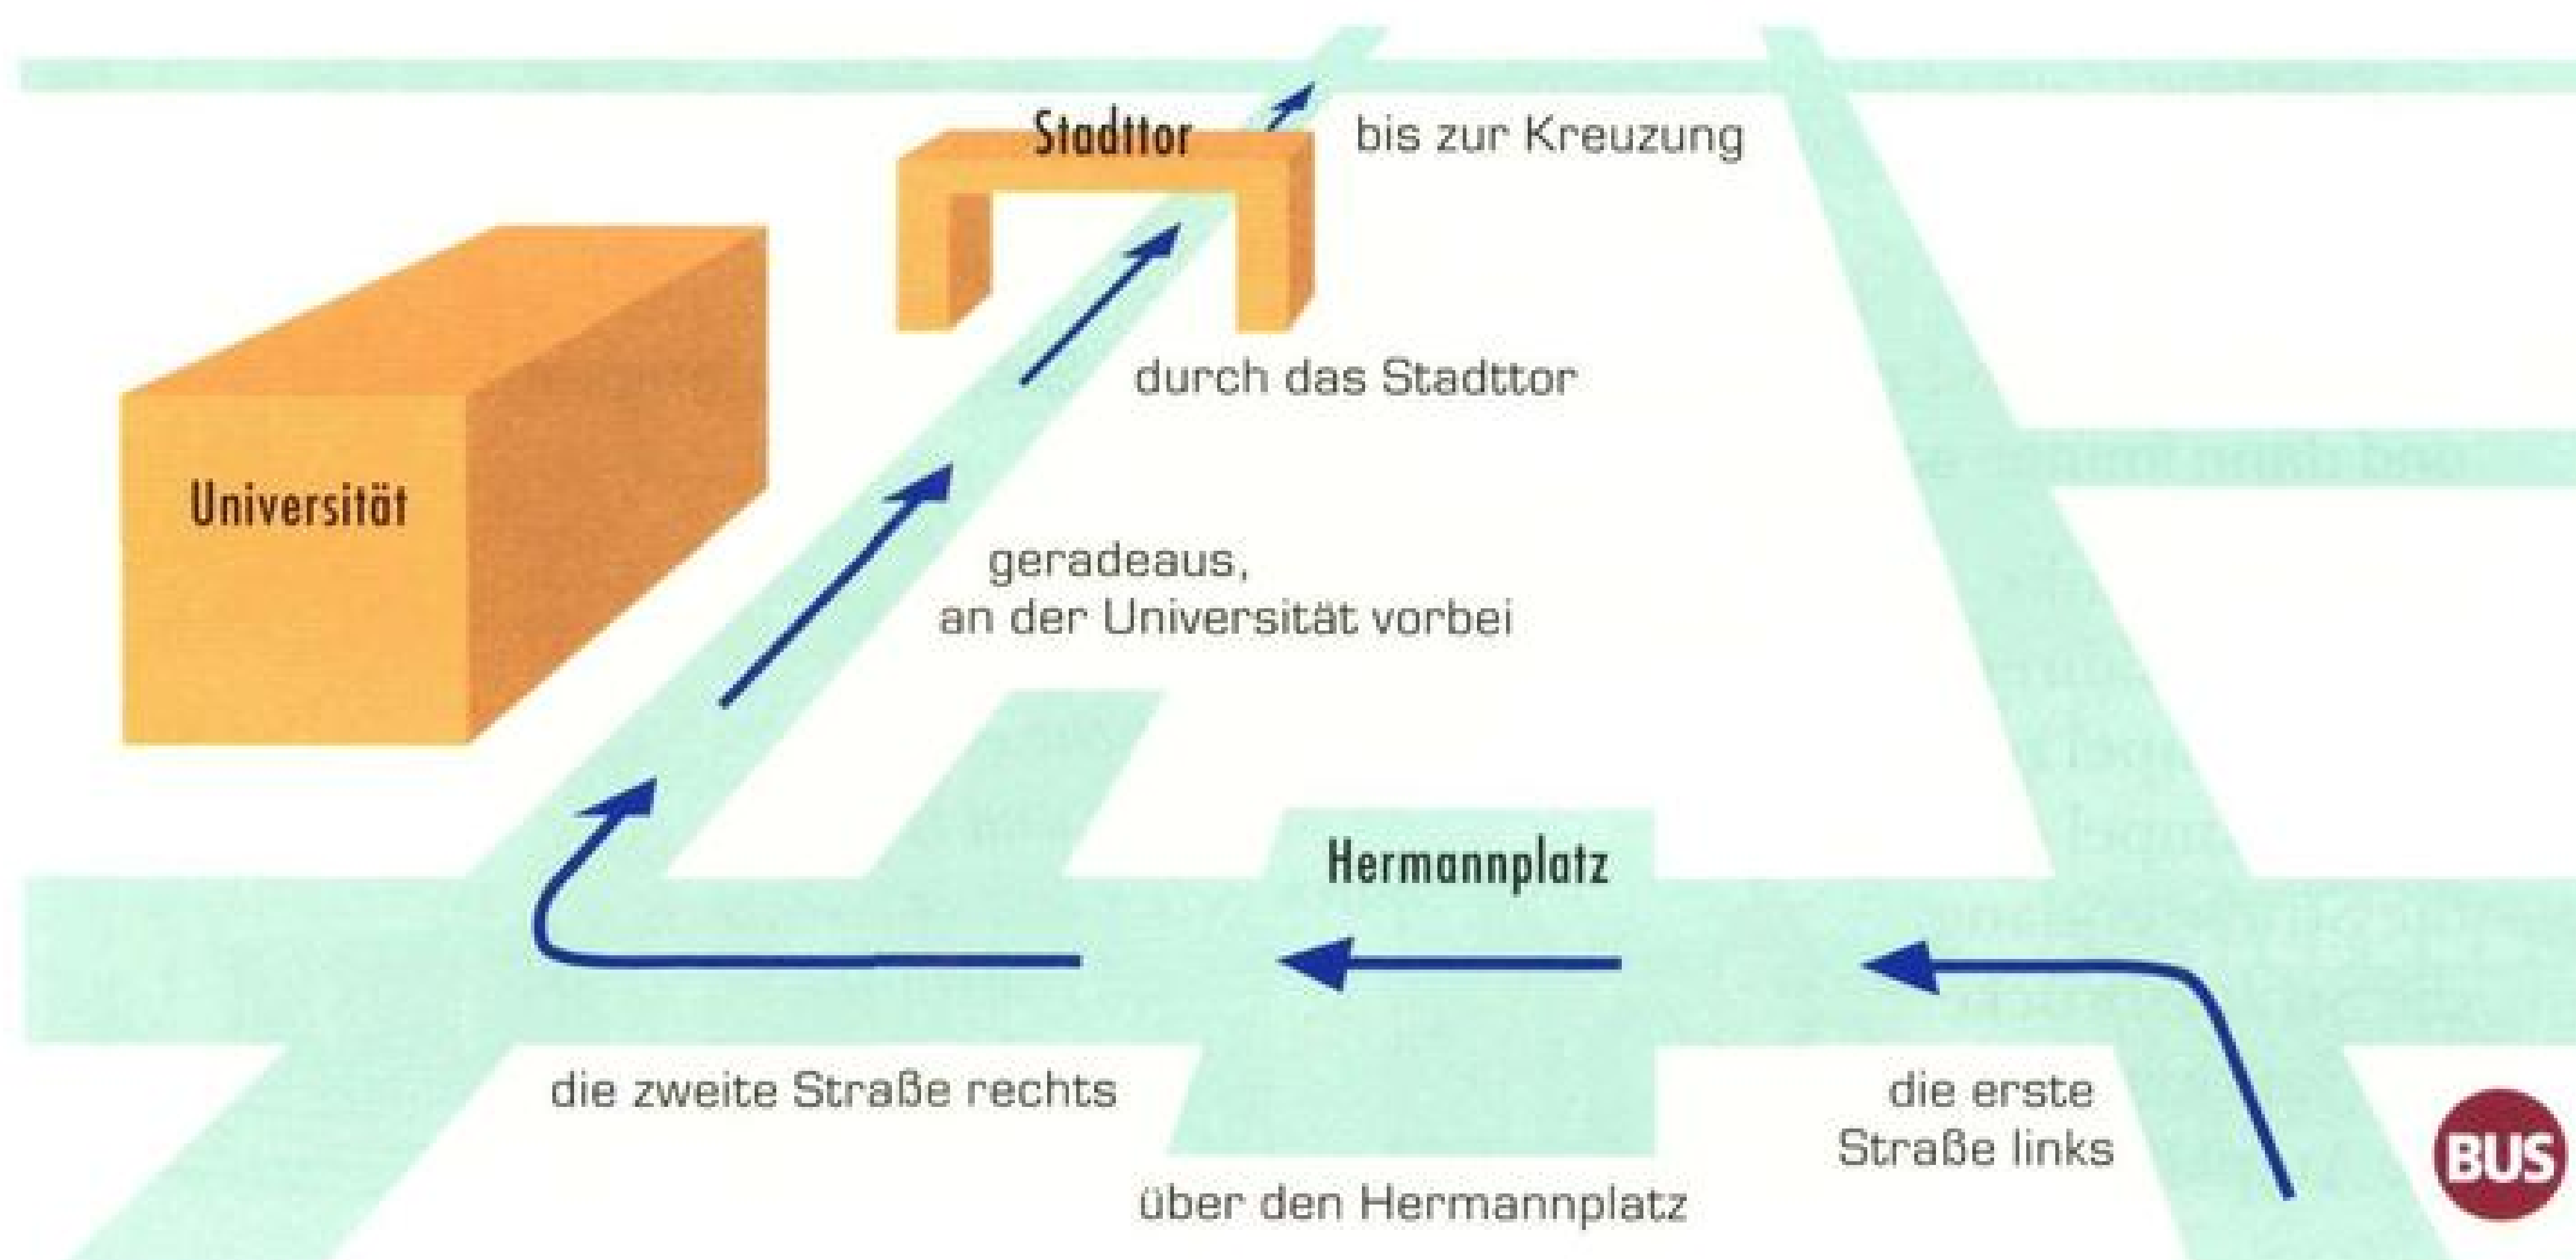 Stadttor
bis zur Kreuzung
durch das Stadttor
Universität
geradeaus,
an der Universität vorbei
Hermannplatz
die zweite Straße rechts
die erste
Straße links
BUS
über den Hermannplatz